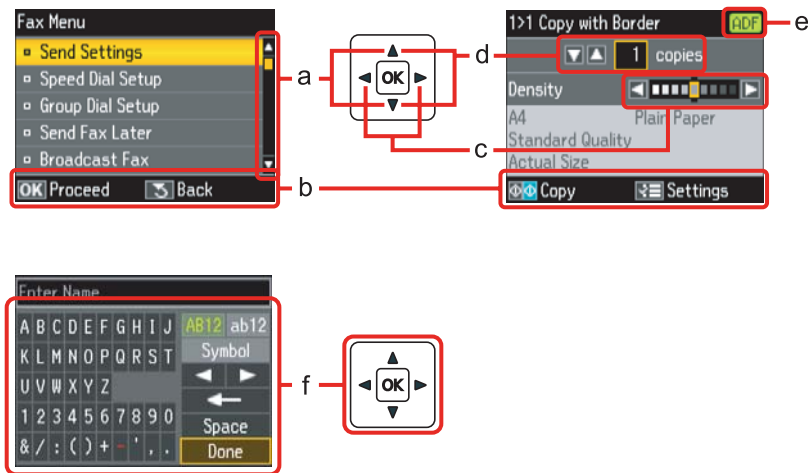 Fax Menu
Send Settings
Speed Dial Setup
Group Dial Setup
Send Fax Later
Broadcast Fax
OK Proceed Back
a
b
OK
d
c
1>1 Copy with Border ADF
e
1 copies
Density
A4 Plain Paper
Standard Quality
Actual Size
Copy Settings
Enter Name
A B C D E F G H I J AB12 ab12
K L M N O P Q R S T Symbol
U V W X Y Z
1 2 3 4 5 6 7 8 9 0 Space
& / : ( ) + - ' , . Done
f
OK